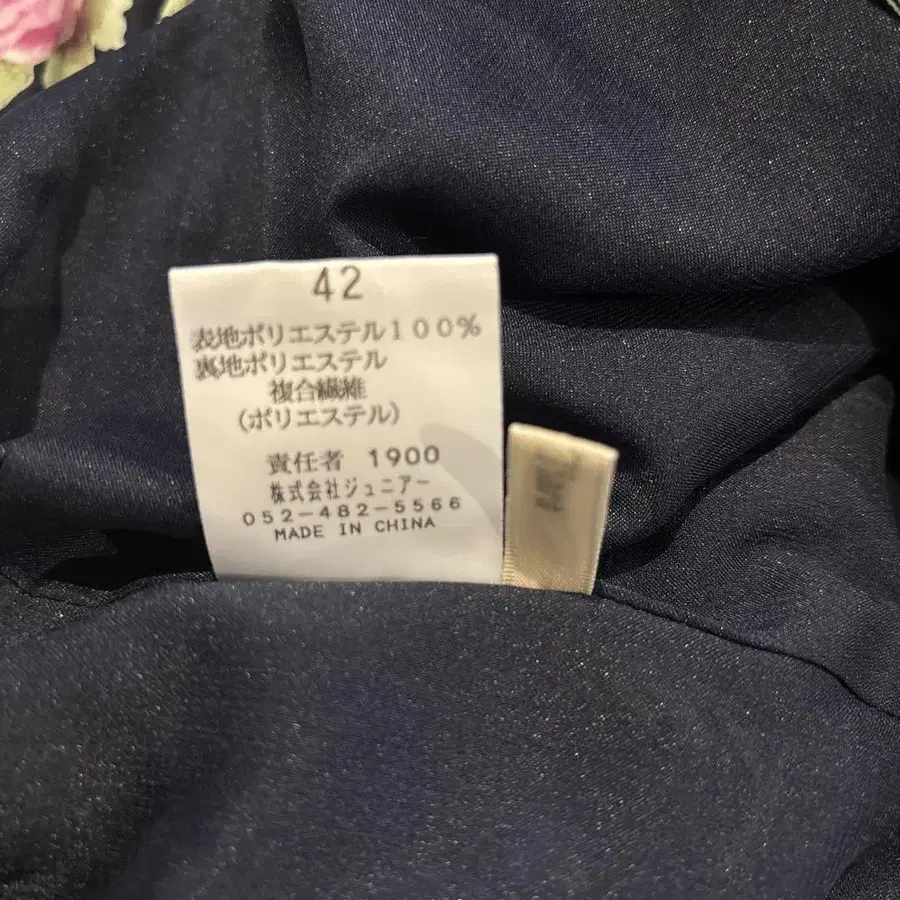 42
表地ポリエステル100%
裏地ポリエステル
複合繊維
(ポリエステル)
責任者 1900
株式会社ジュニアー
052-482-5566
MADE IN CHINA